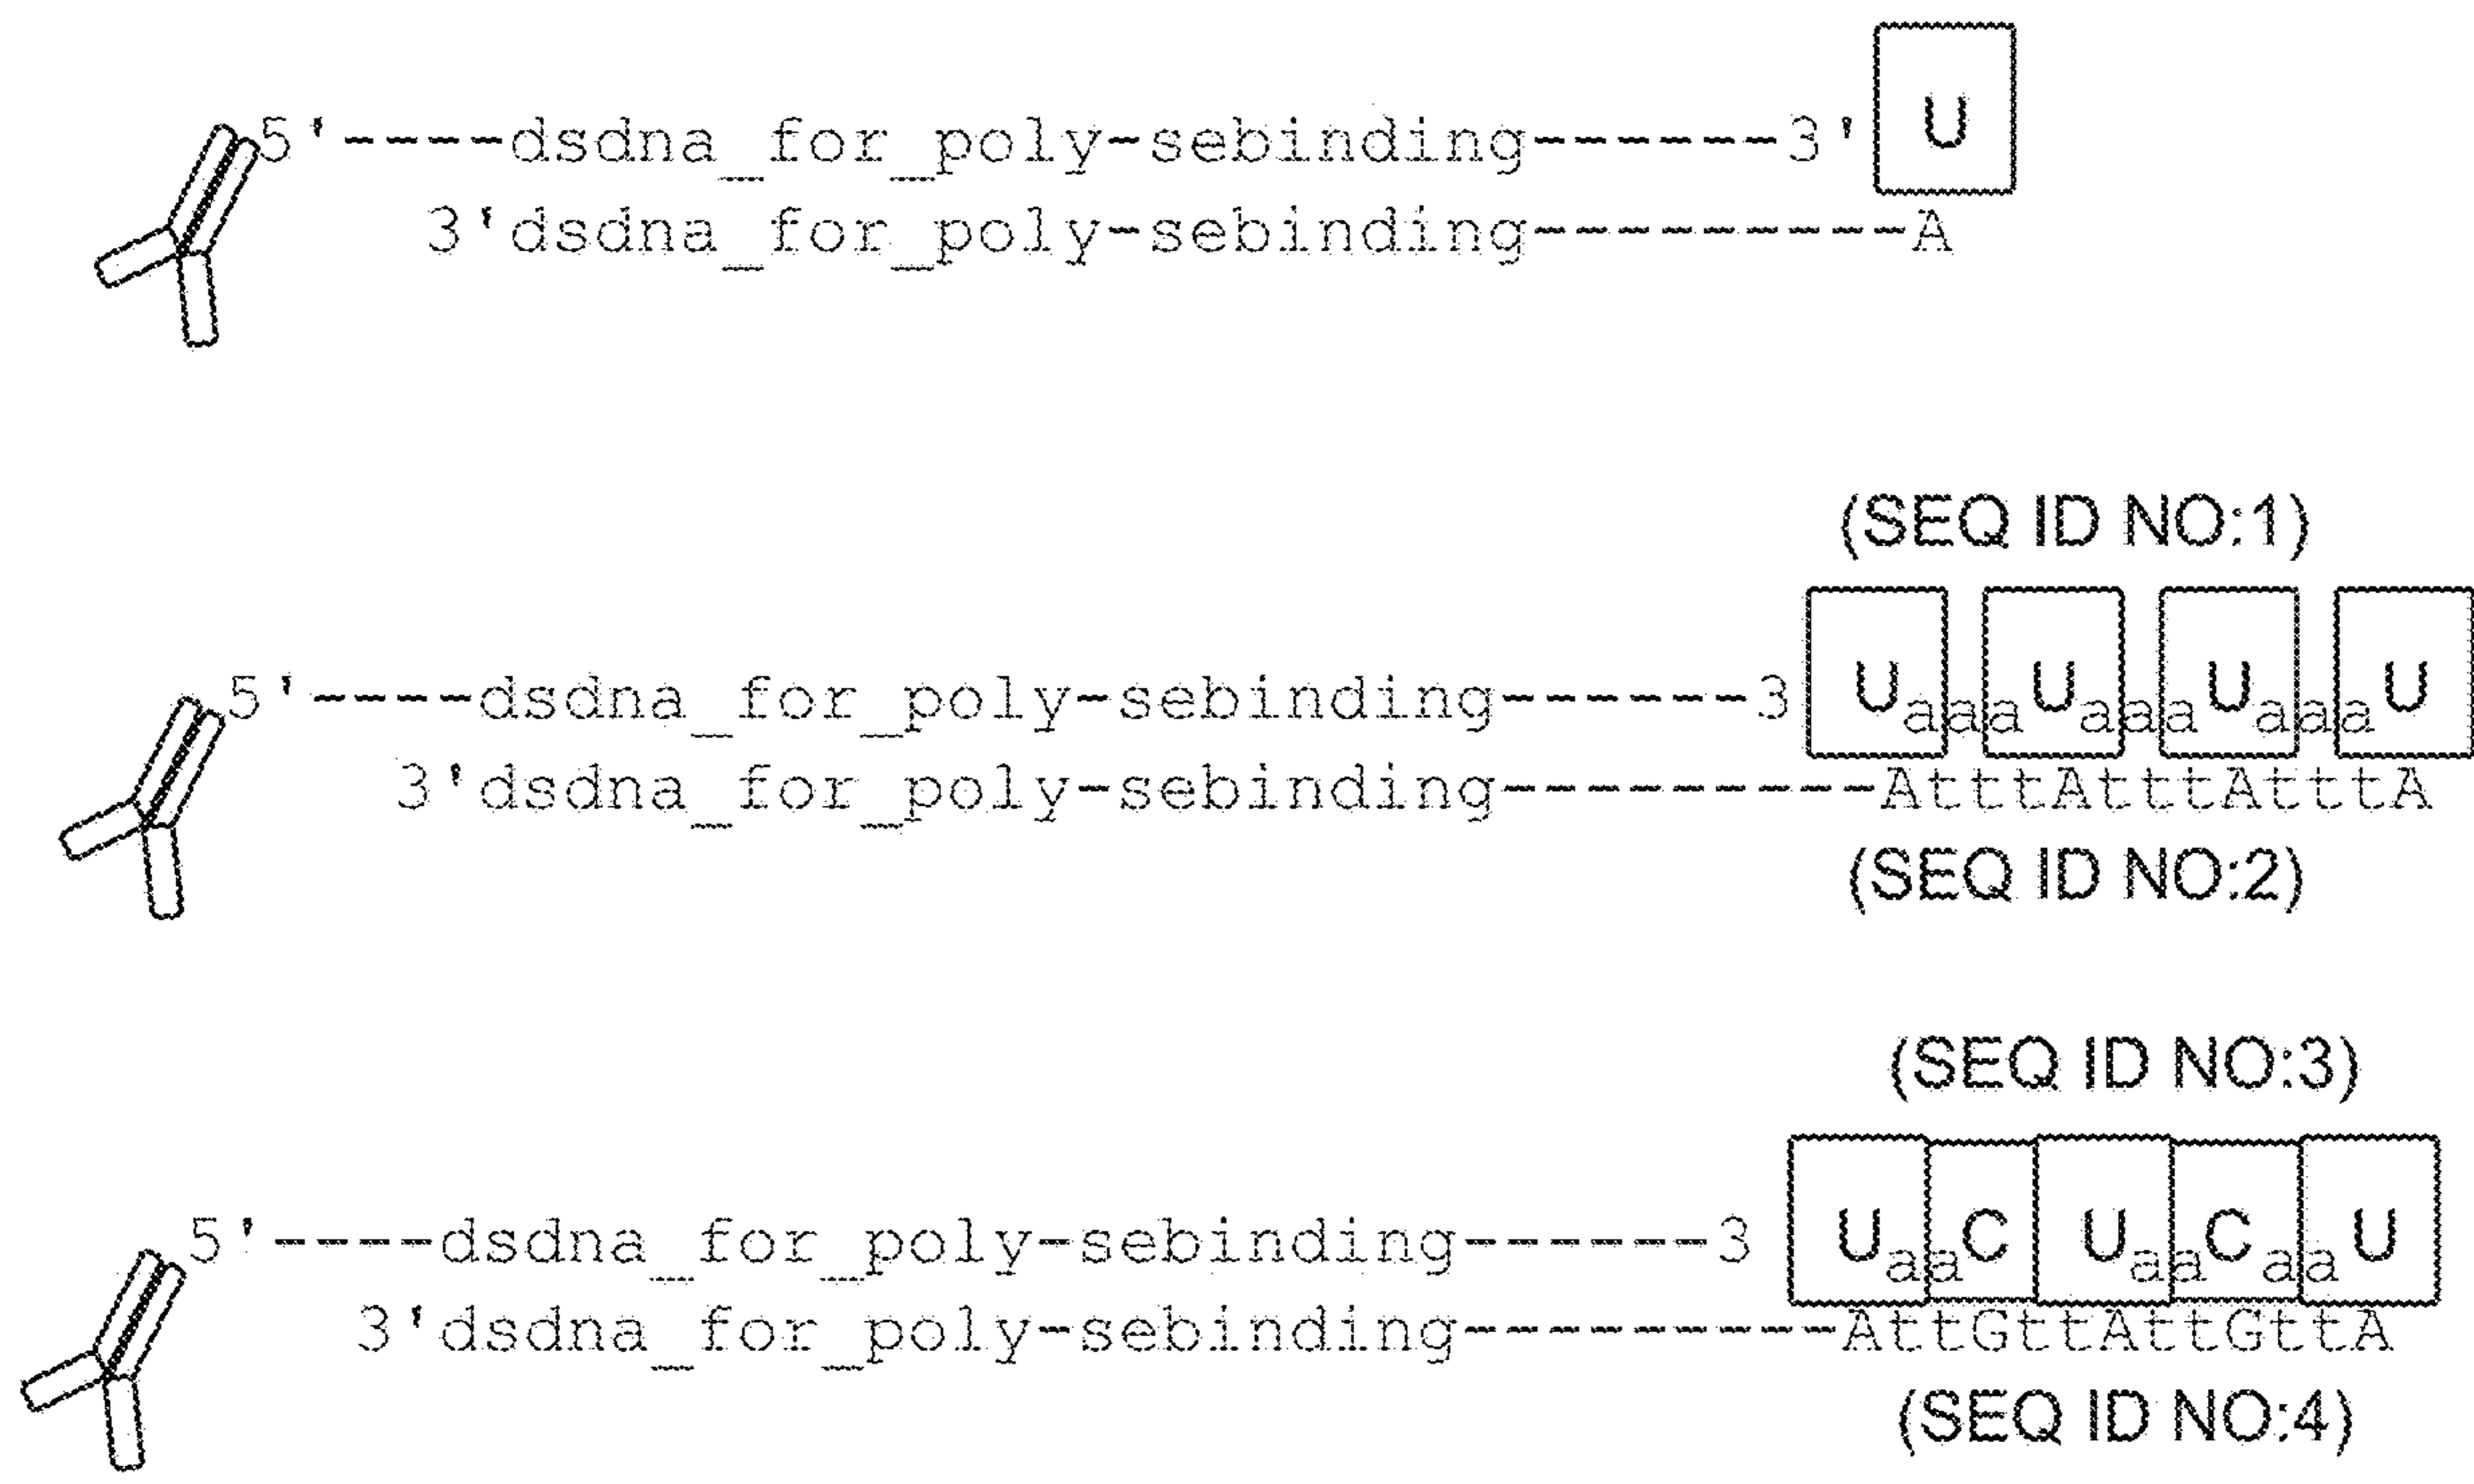 5'----dsdna_for_poly-sebinding------3' U
3'dsdna_for_poly-sebinding---------A
(SEQ ID NO:1)
5'----dsdna_for_poly-sebinding------3 UaaaUaaaUaaaU
3'dsdna_for_poly-sebinding---------AtttAtttAtttA
(SEQ ID NO:2)
(SEQ ID NO:3)
5'----dsdna_for_poly-sebinding------3 UaaCUaaCaaU
3'dsdna_for_poly-sebinding---------AttGttAttGttA
(SEQ ID NO:4)